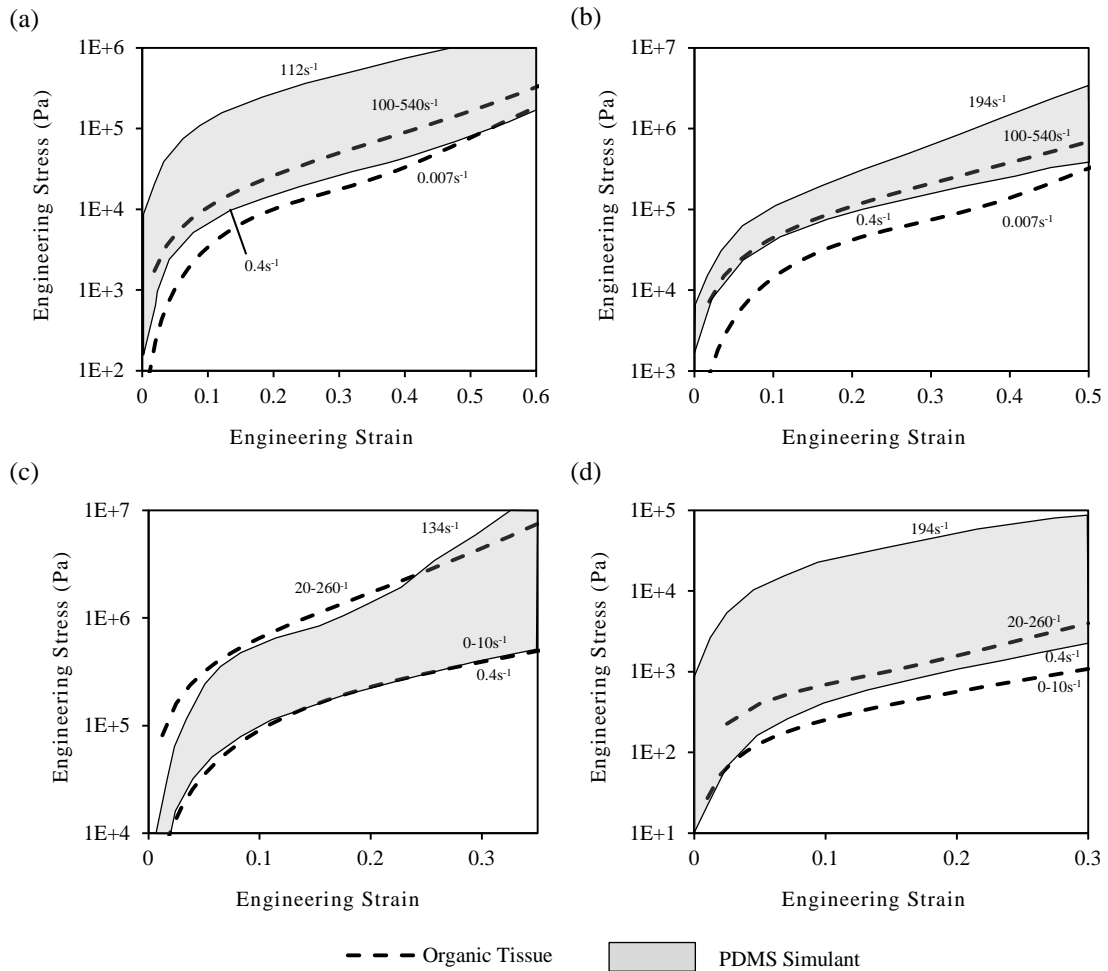 (a)
1E+6
1E+5
1E+4
1E+3
1E+2
Engineering Stress (Pa)
112s-1
100-540s-1
0.007s-1
0.4s-1
0 0.1 0.2 0.3 0.4 0.5 0.6
Engineering Strain
(b)
1E+7
1E+6
1E+5
1E+4
1E+3
Engineering Stress (Pa)
194s-1
100-540s-1
0.4s-1
0.007s-1
0 0.1 0.2 0.3 0.4 0.5
Engineering Strain
(c)
1E+7
1E+6
1E+5
1E+4
Engineering Stress (Pa)
134s-1
20-260-1
0-10s-1
0.4s-1
0 0.1 0.2 0.3
Engineering Strain
(d)
1E+5
1E+4
1E+3
1E+2
1E+1
Engineering Stress (Pa)
194s-1
20-260-1
0.4s-1
0-10s-1
0 0.1 0.2 0.3
Engineering Strain
Organic Tissue
PDMS Simulant